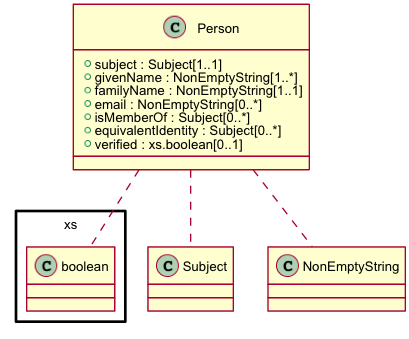 C Person
subject : Subject[1..1]
givenName : NonEmptyString[1..*]
familyName : NonEmptyString[1..1]
email : NonEmptyString[0..*]
isMemberOf : Subject[0..*]
equivalentIdentity : Subject[0..*]
verified : xs.boolean[0..1]
xs
C boolean
C Subject
C NonEmptyString